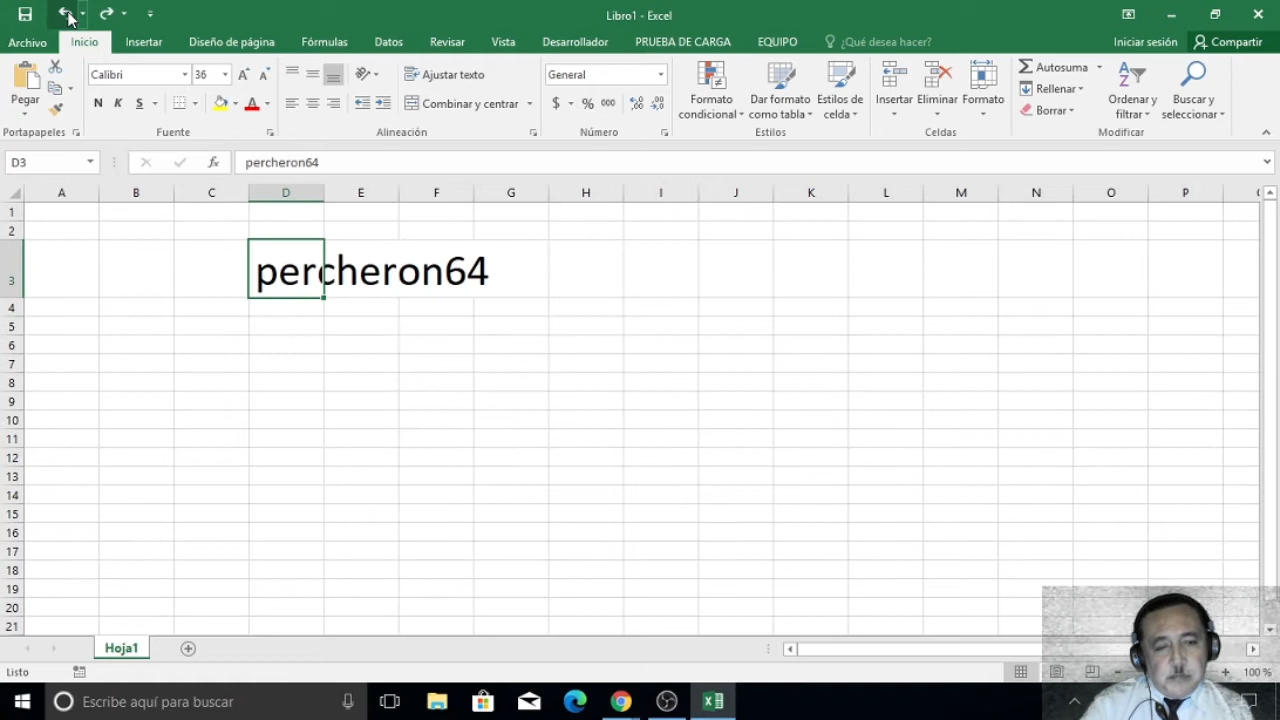 Libro1 - Excel
Archivo Inicio Insertar Diseño de página Fórmulas Datos Revisar Vista Desarrollador PRUEBA DE CARGA EQUIPO ¿Qué desea hacer? Iniciar sesión Compartir
Pegar
Portapapeles
Calibri 36
N K S
Fuente
Ajustar texto
Combinar y centrar
Alineación
General
$ % 000
Número
Formato condicional
Dar formato como tabla
Estilos de celda
Estilos
Insertar Eliminar Formato
Celdas
Autosuma
Rellenar
Borrar
Ordenar y filtrar
Buscar y seleccionar
Modificar
D3 fx percheron64
A B C D E F G H I J K L M N O P
1
2
3 percheron64
4
5
6
7
8
9
10
11
12
13
14
15
16
17
18
19
20
21
Hoja1
Listo 100 %
Escribe aquí para buscar